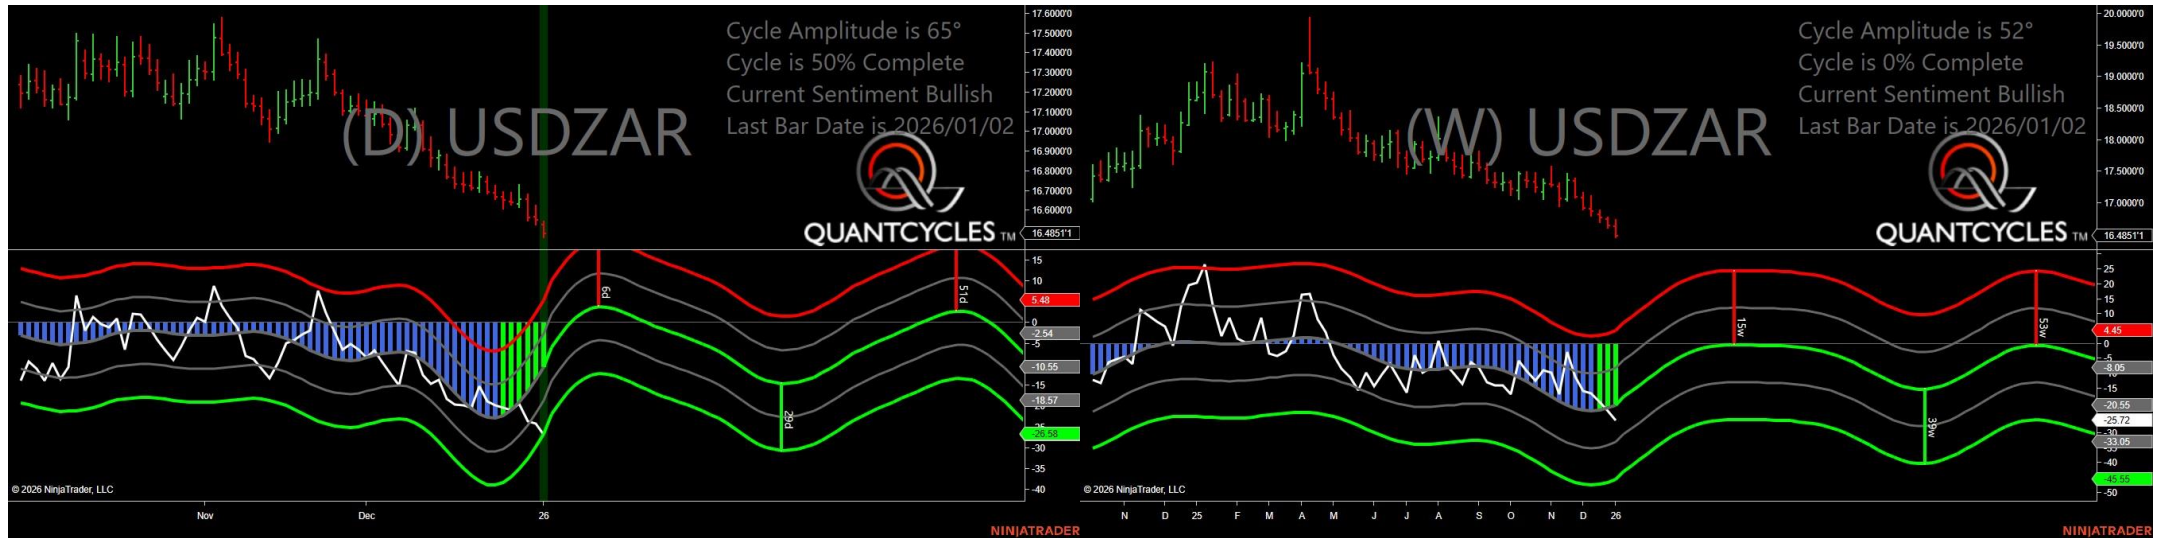 Cycle Amplitude is 65°
Cycle is 50% Complete
Current Sentiment Bullish
Last Bar Date is 2026/01/02
(D) USDZAR
QUANTCYCLES TM
17.6000'0
17.5000'0
17.4000'0
17.3000'0
17.2000'0
17.1000'0
17.0000'0
16.9000'0
16.8000'0
16.7000'0
16.6000'0
16.4851'1
15
10
5.48
0
-2.54
-5
-10.55
-15
-18.57
-26.58
-30
-35
-40
6d
29d
51d
© 2026 NinjaTrader, LLC
Nov Dec 26
NINJATRADER
Cycle Amplitude is 52°
Cycle is 0% Complete
Current Sentiment Bullish
Last Bar Date is 2026/01/02
(W) USDZAR
QUANTCYCLES TM
20.0000'0
19.5000'0
19.0000'0
18.5000'0
18.0000'0
17.5000'0
17.0000'0
16.4851'1
25
20
15
10
4.45
0
-5
-8.05
-15
-20.55
-25.72
-30
-33.05
-40
-45.55
-50
15w
39w
53w
© 2026 NinjaTrader, LLC
N D 25 F M A M J J A S O N D 26
NINJATRADER